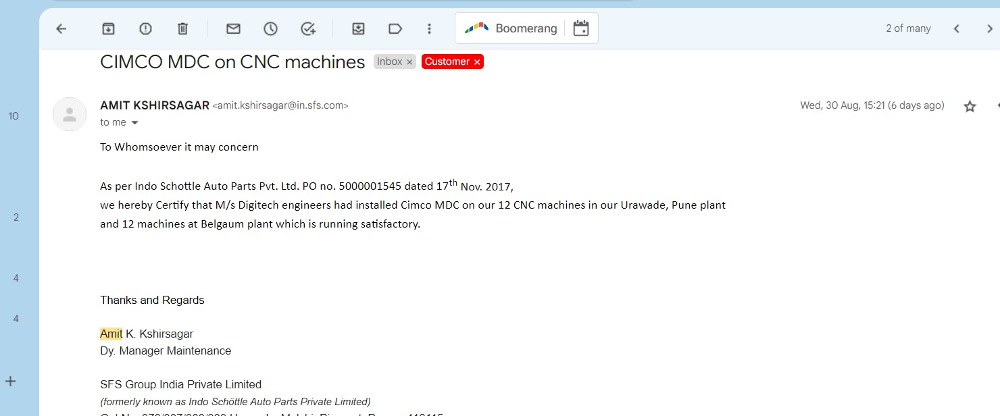 Boomerang
2 of many
CIMCO MDC on CNC machines Inbox × Customer ×
AMIT KSHIRSAGAR <amit.kshirsagar@in.sfs.com> Wed, 30 Aug, 15:21 (6 days ago)
10
to me
To Whomsoever it may concern
As per Indo Schottle Auto Parts Pvt. Ltd. PO no. 5000001545 dated 17th Nov. 2017,
we hereby Certify that M/s Digitech engineers had installed Cimco MDC on our 12 CNC machines in our Urawade, Pune plant
2
and 12 machines at Belgaum plant which is running satisfactory.
4
Thanks and Regards
4
Amit K. Kshirsagar
Dy. Manager Maintenance
SFS Group India Private Limited
(formerly known as Indo Schöttle Auto Parts Private Limited)